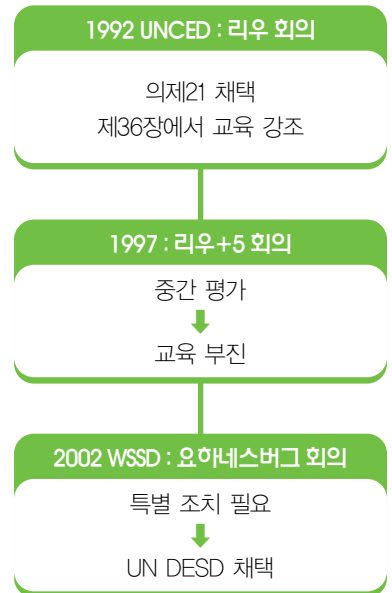 1992 UNCED : 리우 회의
의제21 채택
제36장에서 교육 강조
1997 : 리우+5 회의
중간 평가
교육 부진
2002 WSSD : 요하네스버그 회의
특별 조치 필요
UN DESD 채택